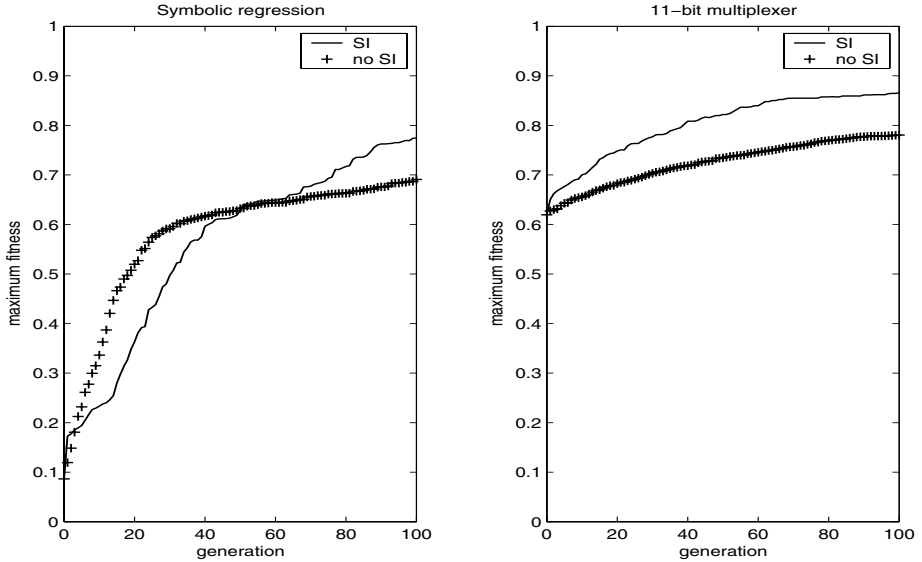 Symbolic regression
1
0.9
0.8
0.7
0.6
0.5
0.4
0.3
0.2
0.1
0
maximum fitness
SI
no SI
0 20 40 60 80 100
generation
11−bit multiplexer
1
0.9
0.8
0.7
0.6
0.5
0.4
0.3
0.2
0.1
0
maximum fitness
SI
no SI
0 20 40 60 80 100
generation